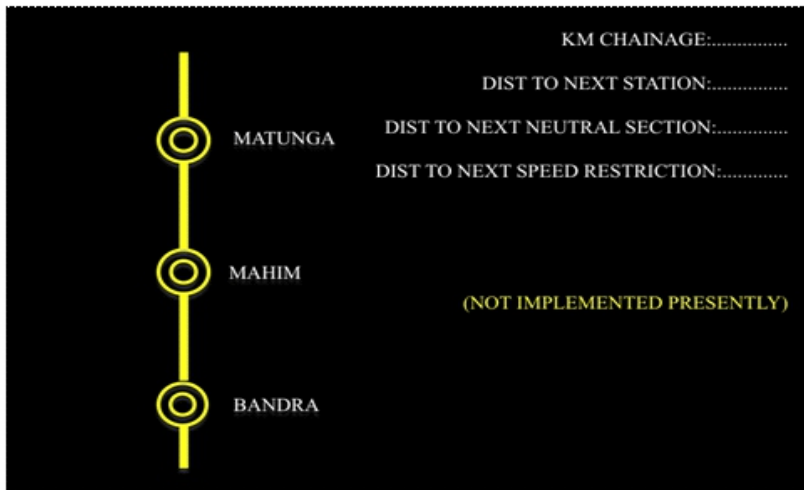 KM CHAINAGE:...............
DIST TO NEXT STATION:...............
MATUNGA
DIST TO NEXT NEUTRAL SECTION:...............
DIST TO NEXT SPEED RESTRICTION:.............
MAHIM
(NOT IMPLEMENTED PRESENTLY)
BANDRA